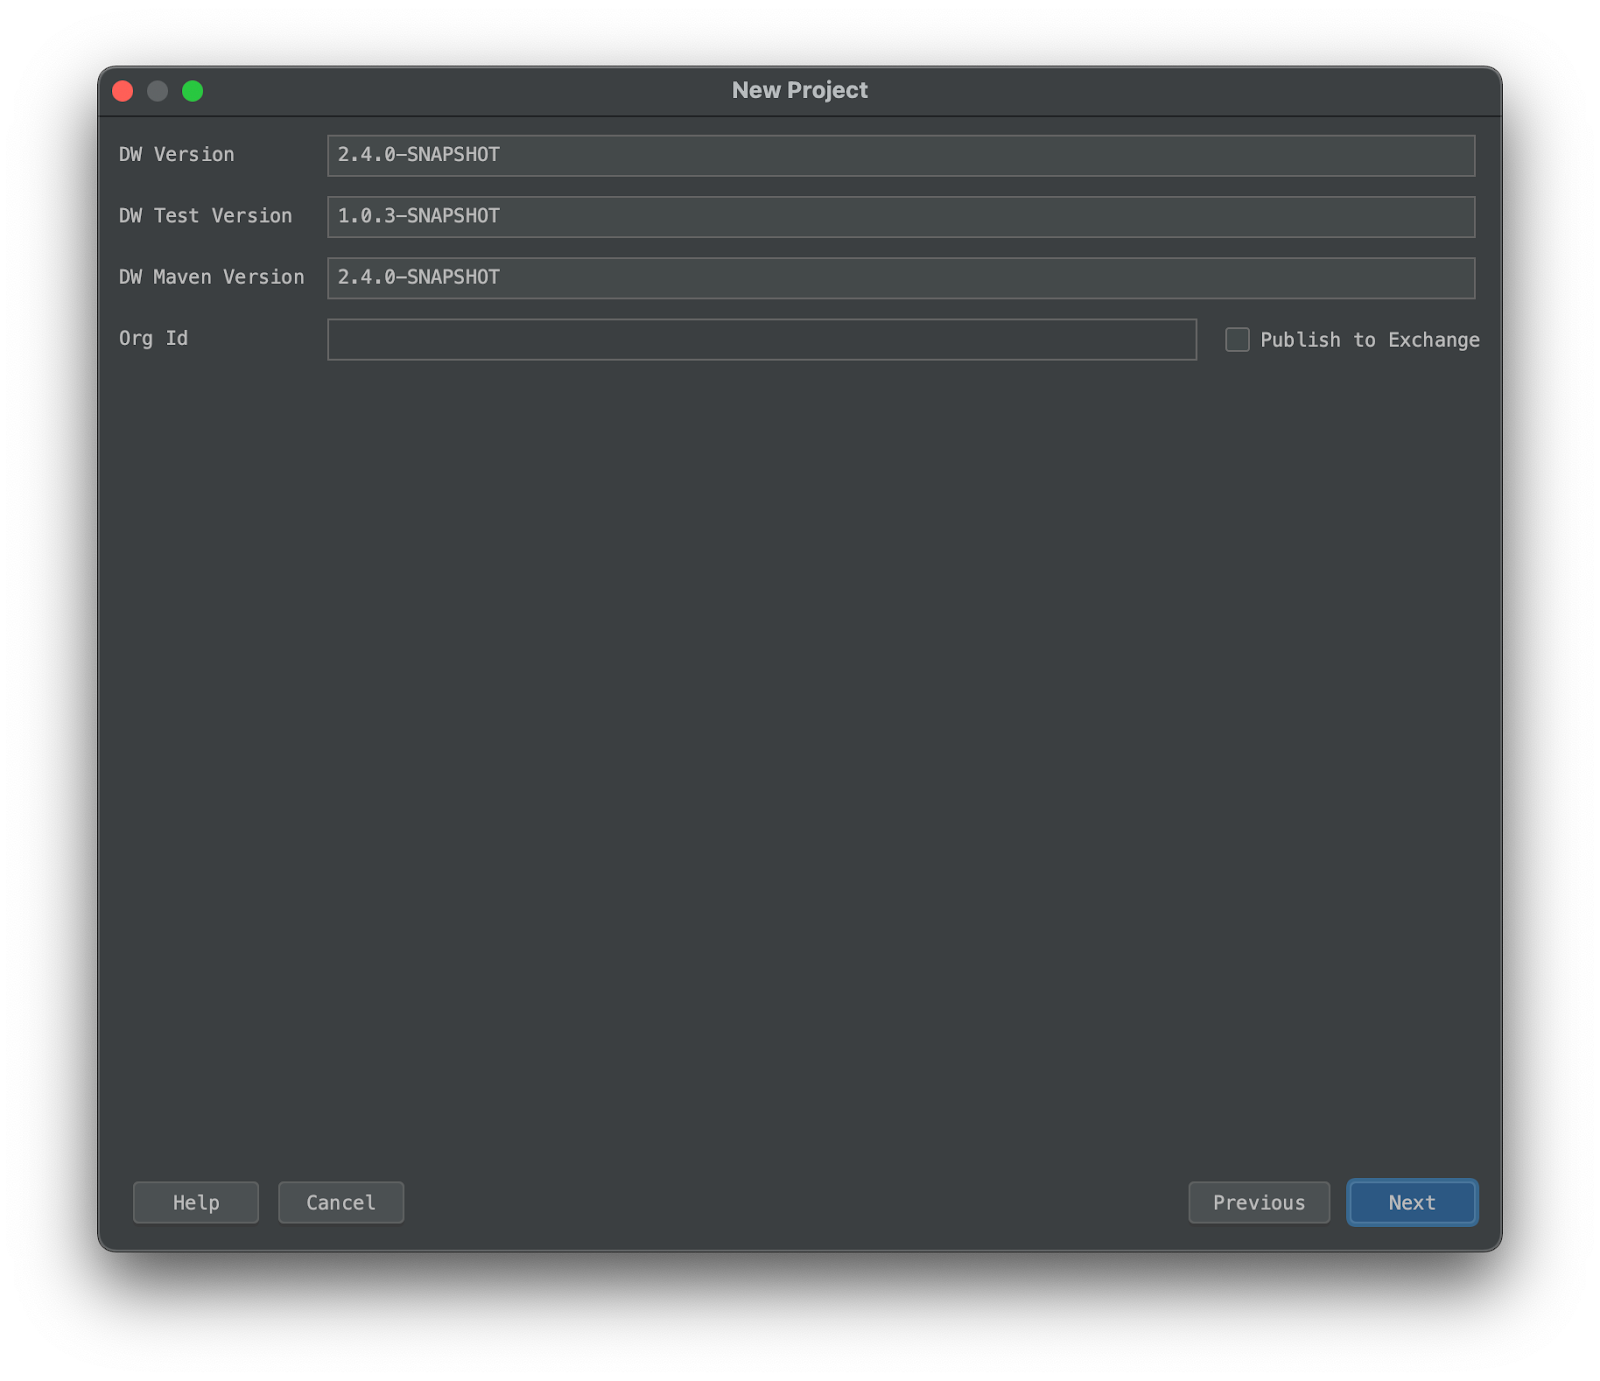 New Project
DW Version 2.4.0-SNAPSHOT
DW Test Version 1.0.3-SNAPSHOT
DW Maven Version 2.4.0-SNAPSHOT
Org Id Publish to Exchange
Help Cancel Previous Next